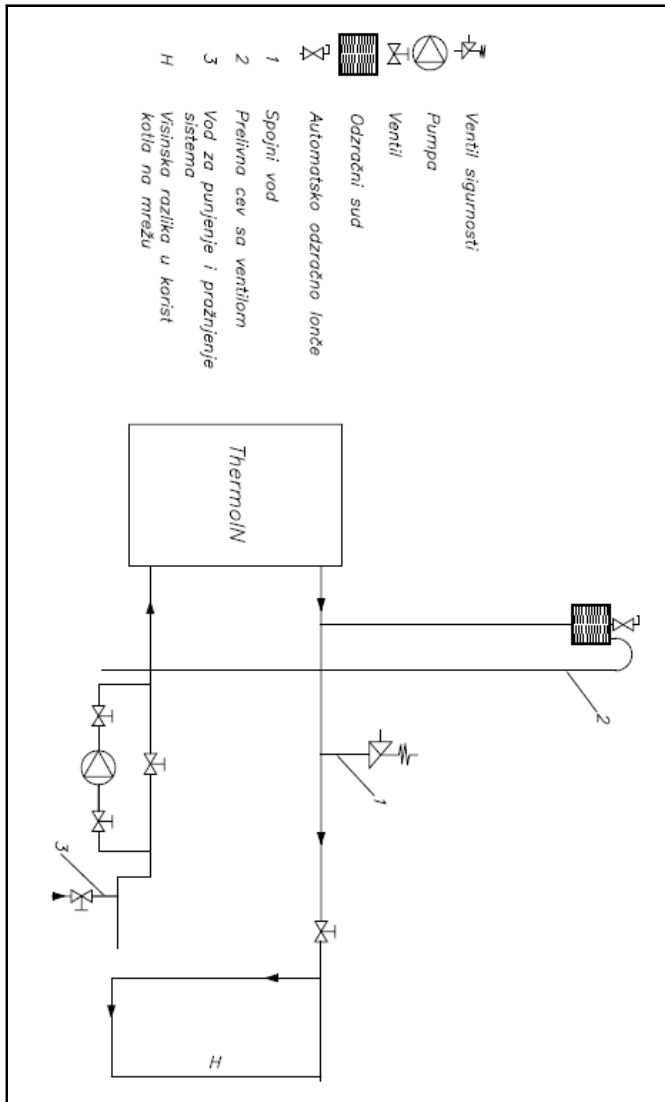 Ventil sigurnosti
Pumpa
Ventil
Odzračni sud
Automatsko odzračno lonče
1 Spojni vod
2 Prelivna cev sa ventilom
3 Vod za punjenje i pražnjenje
sistema
H Visinska razlika u korist
kotla na mrežu
ThermoIN
2
1
3
H